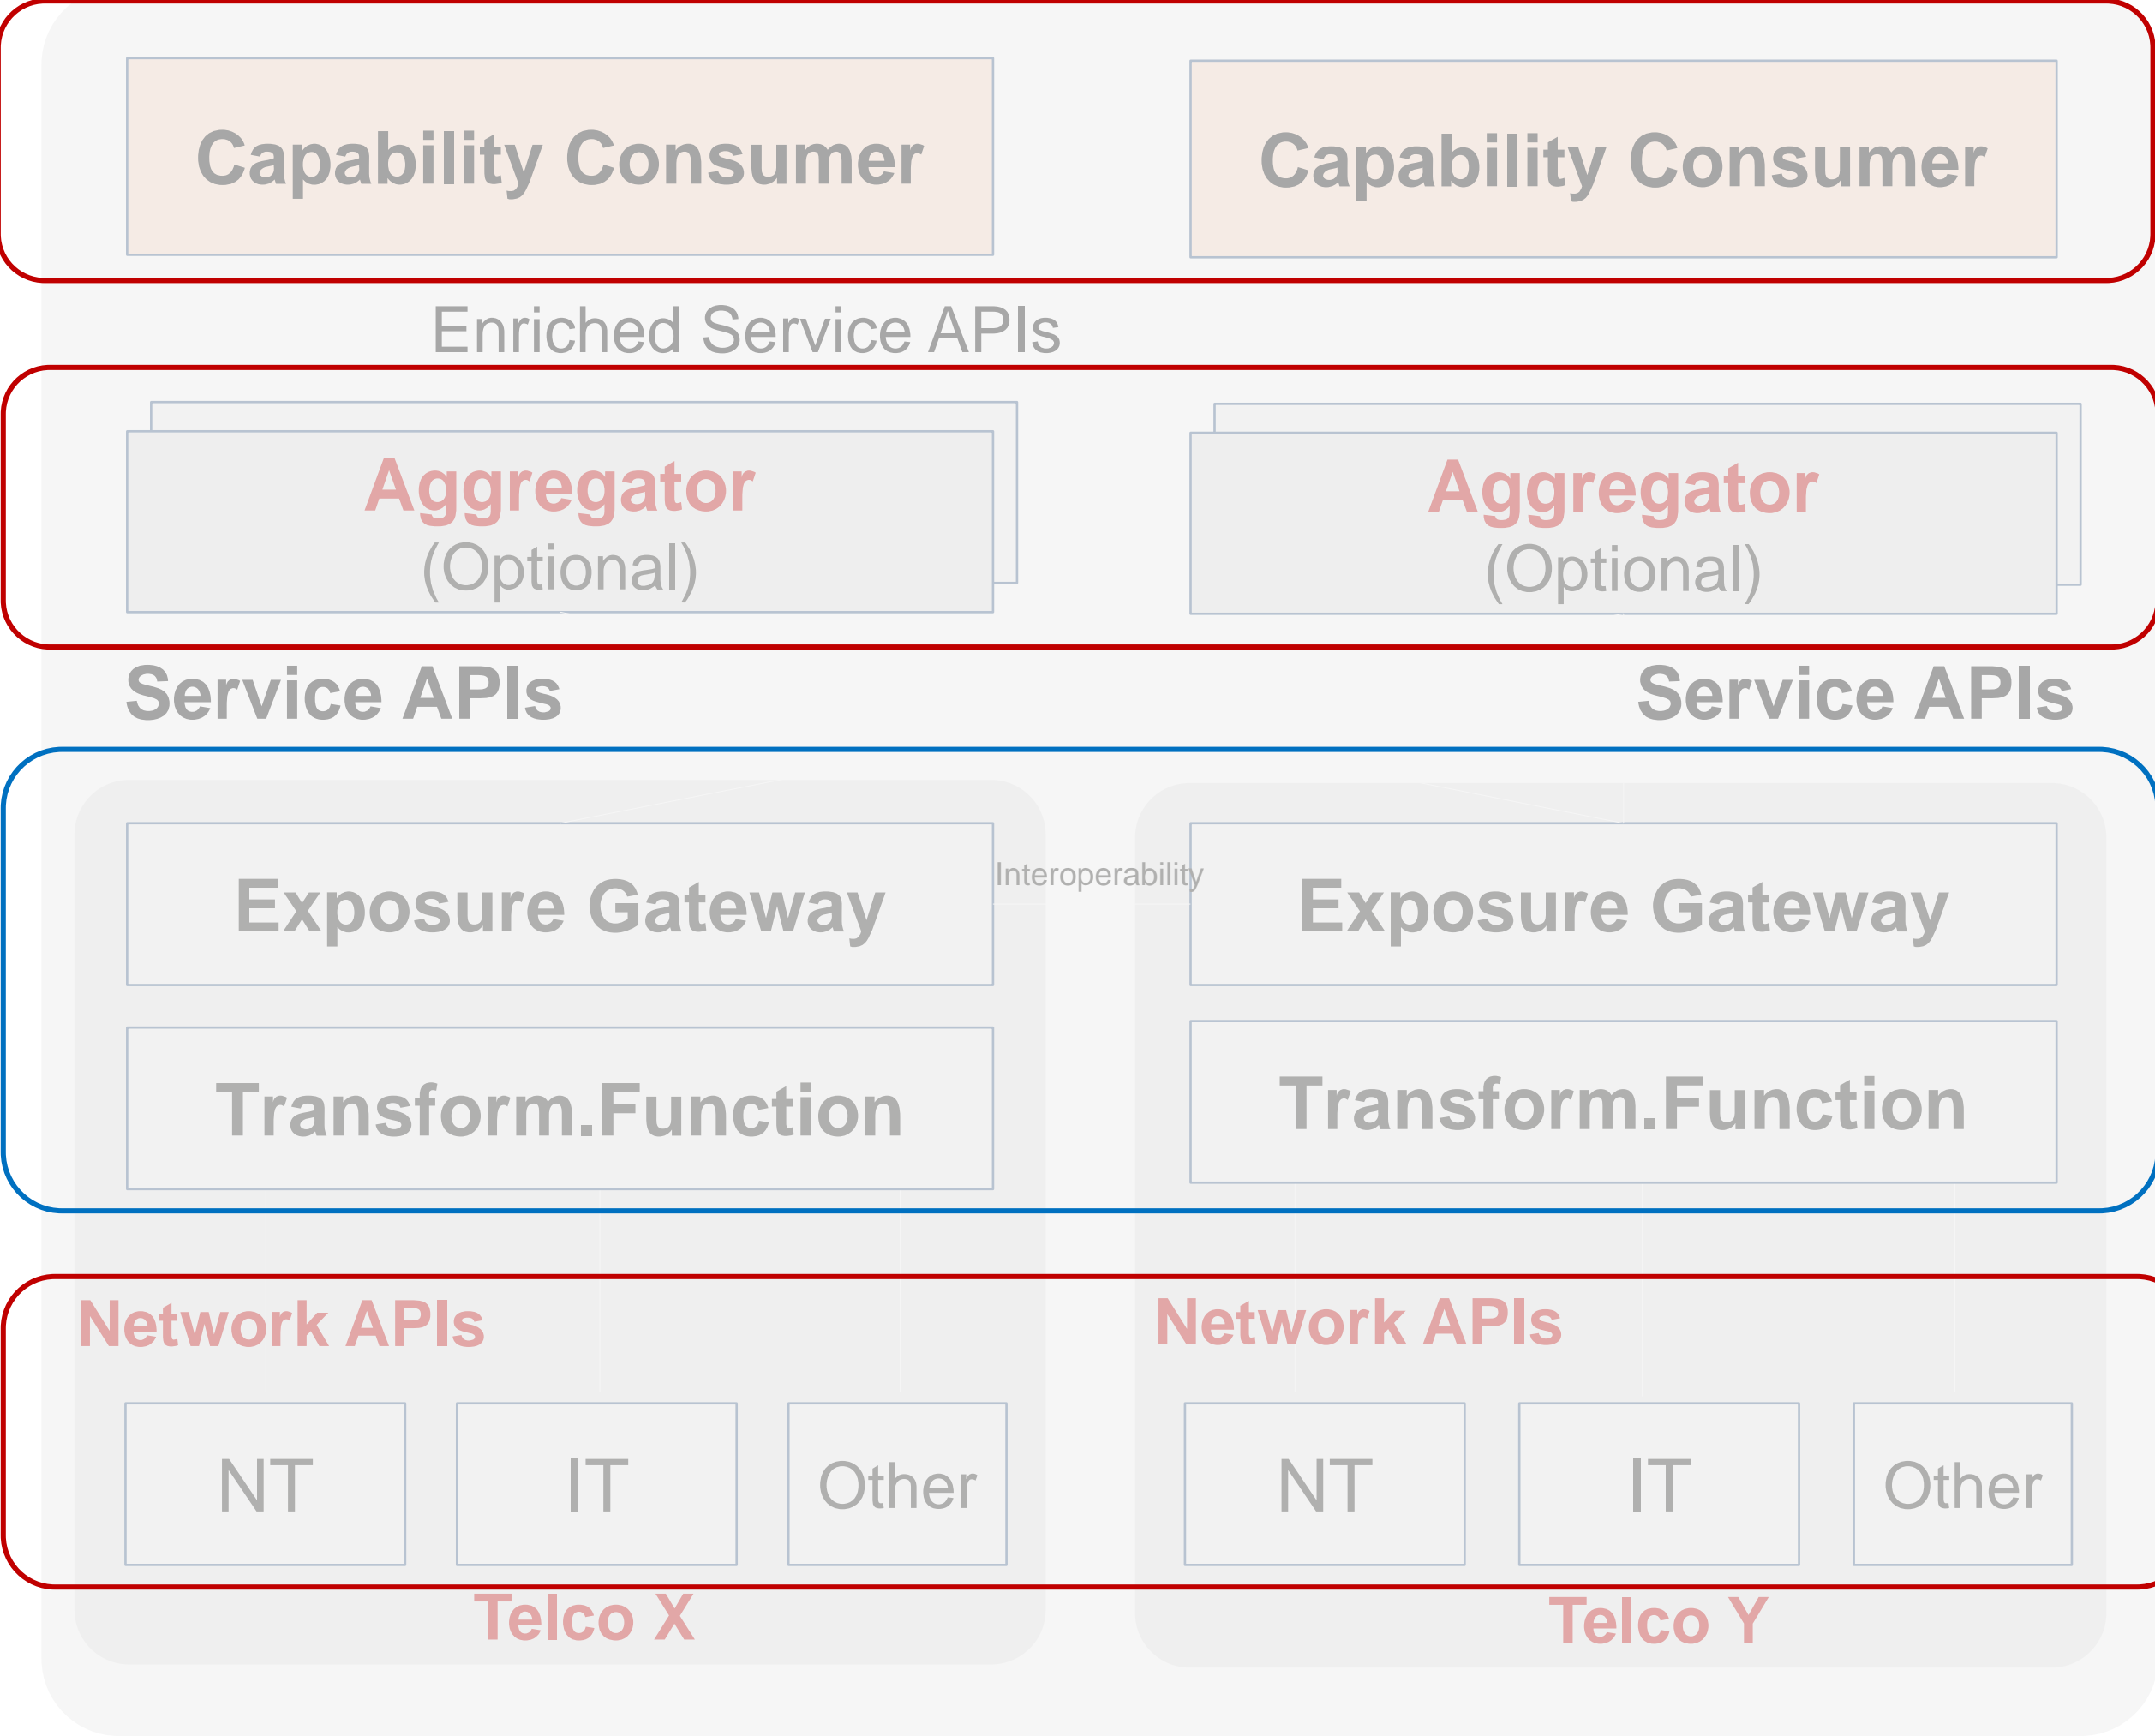 Capability Consumer
Capability Consumer
Enriched Service APIs
Aggregator
(Optional)
Aggregator
(Optional)
Service APIs
Service APIs
Exposure Gateway
Interoperability
Exposure Gateway
Transform.Function
Transform.Function
Network APIs
Network APIs
NT
IT
Other
NT
IT
Other
Telco X
Telco Y